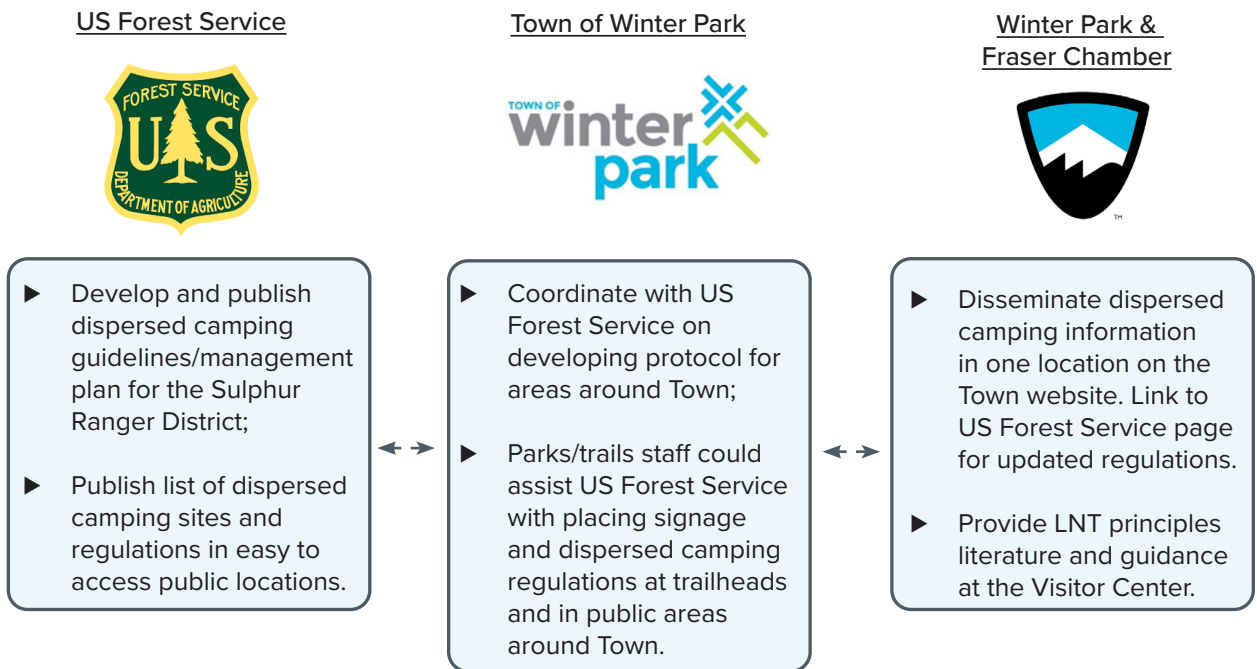 US Forest Service
FOREST SERVICE
U S
DEPARTMENT OF AGRICULTURE
▶ Develop and publish
dispersed camping
guidelines/management
plan for the Sulphur
Ranger District;
▶ Publish list of dispersed
camping sites and
regulations in easy to
access public locations.
Town of Winter Park
TOWN OF
winter
park
▶ Coordinate with US
Forest Service on
developing protocol for
areas around Town;
▶ Parks/trails staff could
assist US Forest Service
with placing signage
and dispersed camping
regulations at trailheads
and in public areas
around Town.
Winter Park &
Fraser Chamber
TM
▶ Disseminate dispersed
camping information
in one location on the
Town website. Link to
US Forest Service page
for updated regulations.
▶ Provide LNT principles
literature and guidance
at the Visitor Center.